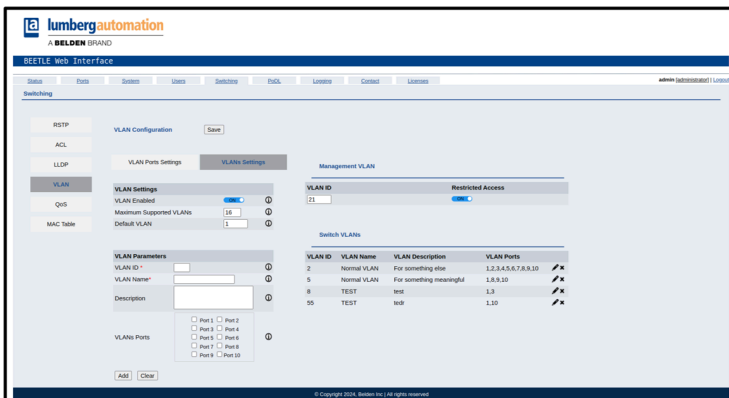 lumbergautomation
A BELDEN BRAND
BEETLE Web Interface
Status Ports System Users Switching PoDL Logging Contact Licenses admin [administrator] | Logout
Switching
RSTP
ACL
LLDP
VLAN
QoS
MAC Table
VLAN Configuration Save
VLAN Ports Settings VLANs Settings
VLAN Settings
VLAN Enabled ON
Maximum Supported VLANs 16
Default VLAN 1
VLAN Parameters
VLAN ID *
VLAN Name*
Description
VLANs Ports
Port 1 Port 2
Port 3 Port 4
Port 5 Port 6
Port 7 Port 8
Port 9 Port 10
Add Clear
Management VLAN
VLAN ID Restricted Access
21 ON
Switch VLANs
VLAN ID VLAN Name VLAN Description VLAN Ports
2 Normal VLAN For something else 1,2,3,4,5,6,7,8,9,10
5 Normal VLAN For something meaningful 1,8,9,10
8 TEST test 1,3
55 TEST tedr 1,10
© Copyright 2024, Belden Inc | All rights reserved